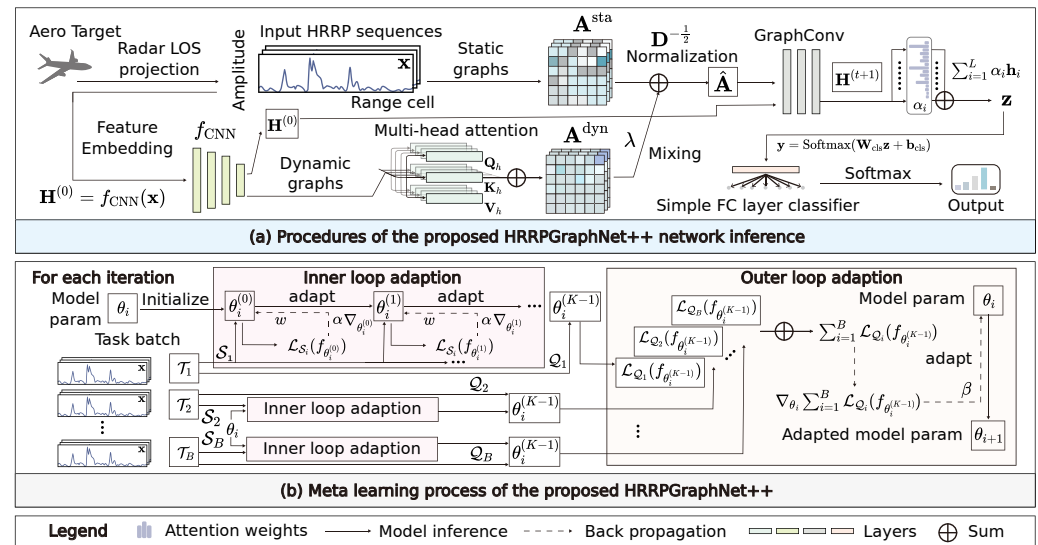 Aero Target
Radar LOS
projection
Amplitude
Input HRRP sequences
x
Range cell
Static
graphs
A^sta
D^{-1/2}
Normalization
Â
GraphConv
H^(t+1)
α_i
∑_{i=1}^{L} α_i h_i
z
Feature
Embedding
f_CNN
H^(0)
H^(0) = f_CNN(x)
Dynamic
graphs
Multi-head attention
Q_h
K_h
V_h
A^dyn
λ
Mixing
y = Softmax(W_cls z + b_cls)
Softmax
Simple FC layer classifier
Output
(a) Procedures of the proposed HRRPGraphNet++ network inference
For each iteration
Model
param
θ_i
Initialize
Inner loop adaption
θ_i^(0)
adapt
θ_i^(1)
adapt
...
θ_i^(K-1)
w
α∇_{θ_i^(0)}
w
α∇_{θ_i^(1)}
L_{S_i}(f_{θ_i^(0)})
L_{S_i}(f_{θ_i^(1)})
...
Task batch
x
T_1
S_1
Q_1
x
T_2
S_2
Q_2
θ_i
Inner loop adaption
θ_i^(K-1)
x
T_B
S_B
Q_B
Inner loop adaption
θ_i^(K-1)
Outer loop adaption
L_{Q_B}(f_{θ_i^(K-1)})
L_{Q_2}(f_{θ_i^(K-1)})
L_{Q_1}(f_{θ_i^(K-1)})
∑_{i=1}^{B} L_{Q_i}(f_{θ_i^(K-1)})
Model param
θ_i
adapt
β
∇_{θ_i} ∑_{i=1}^{B} L_{Q_i}(f_{θ_i^(K-1)})
Adapted model param
θ_{i+1}
(b) Meta learning process of the proposed HRRPGraphNet++
Legend
Attention weights
Model inference
Back propagation
Layers
Sum